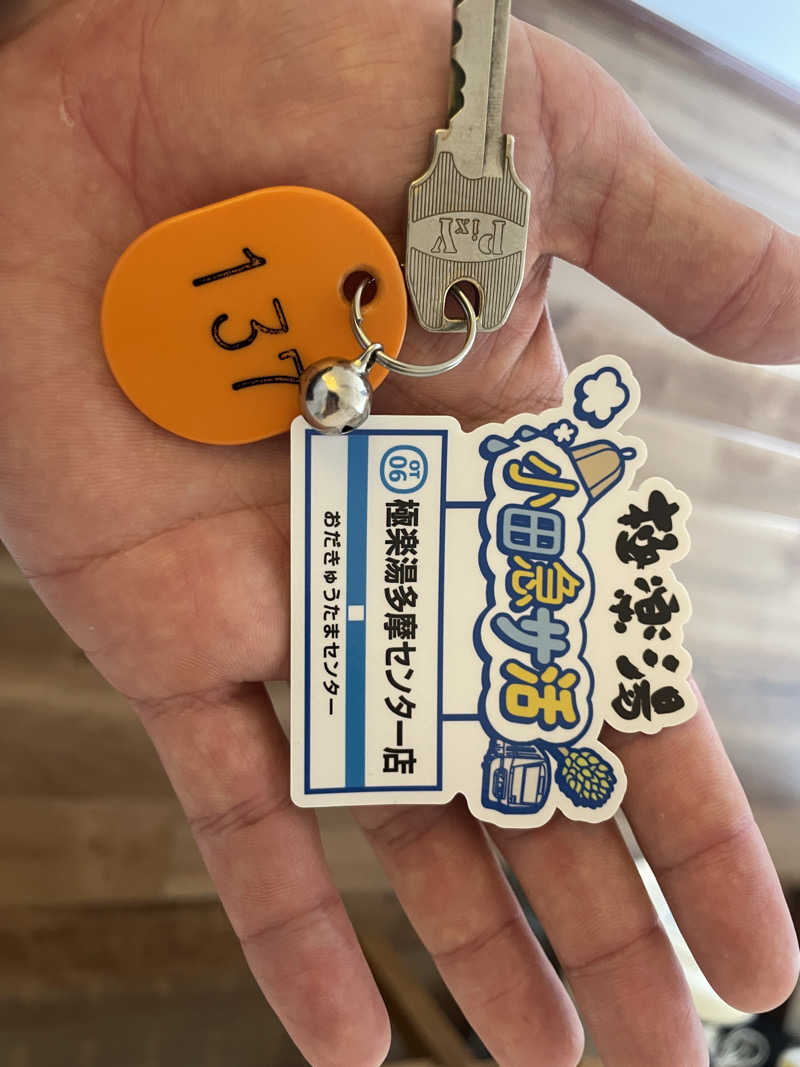 極楽湯
小田急サ活
OT
06
極楽湯多摩センター店
おだきゅうたまセンター
137
PixY